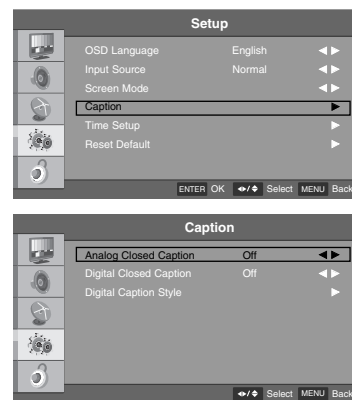 Setup
OSD Language English
Input Source Normal
Screen Mode
Caption
Time Setup
Reset Default
ENTER OK Select MENU Back
Caption
Analog Closed Caption Off
Digital Closed Caption Off
Digital Caption Style
Select MENU Back